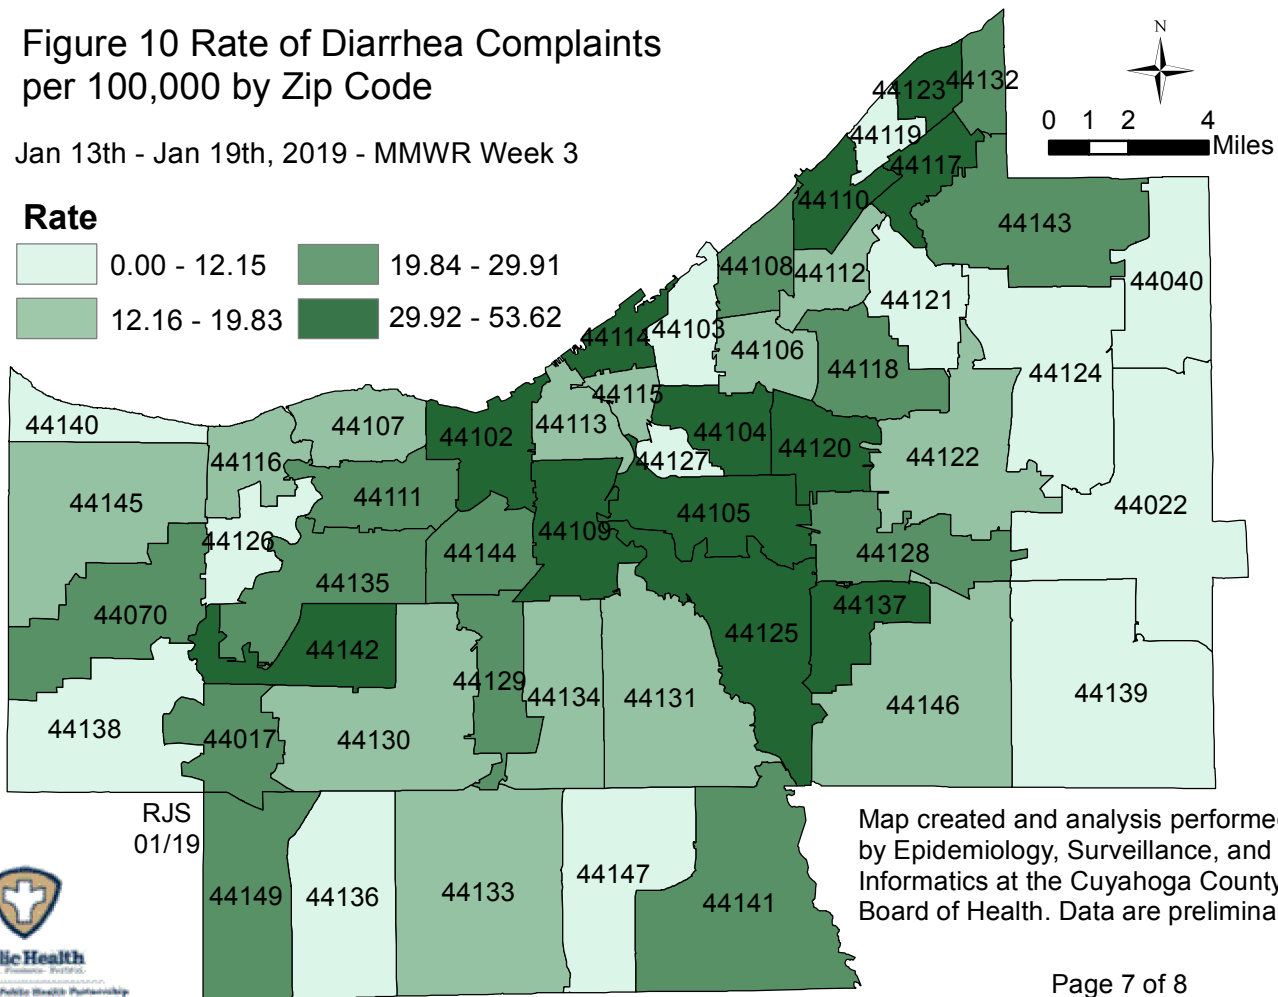 Figure 10 Rate of Diarrhea Complaints
per 100,000 by Zip Code
Jan 13th - Jan 19th, 2019 - MMWR Week 3
N
0 1 2 4
Miles
Rate
0.00 - 12.15
19.84 - 29.91
12.16 - 19.83
29.92 - 53.62
44132
44123
44119
44117
44110
44143
44108
44112
44040
44121
44114
44103
44106
44118
44124
44115
44140
44107
44113
44102
44104
44120
44122
44116
44127
44145
44111
44105
44022
44109
44126
44144
44128
44135
44070
44137
44125
44142
44129
44134
44131
44146
44139
44138
44017
44130
RJS
01/19
44147
44149
44136
44133
44141
Map created and analysis performed
by Epidemiology, Surveillance, and
Informatics at the Cuyahoga County
Board of Health. Data are prelimina
lic Health
Public Health Partnership
Page 7 of 8